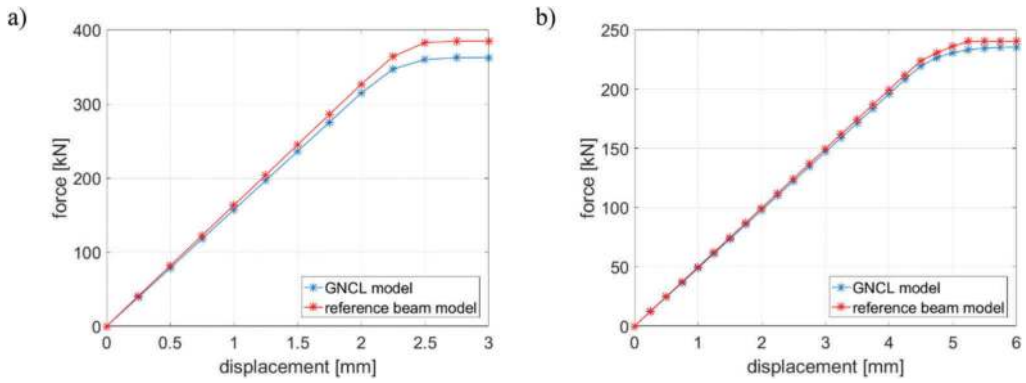 a)
400
300
200
100
0
force [kN]
0 0.5 1 1.5 2 2.5 3
displacement [mm]
GNCL model
reference beam model
b)
250
200
150
100
50
0
force [kN]
0 1 2 3 4 5 6
displacement [mm]
GNCL model
reference beam model